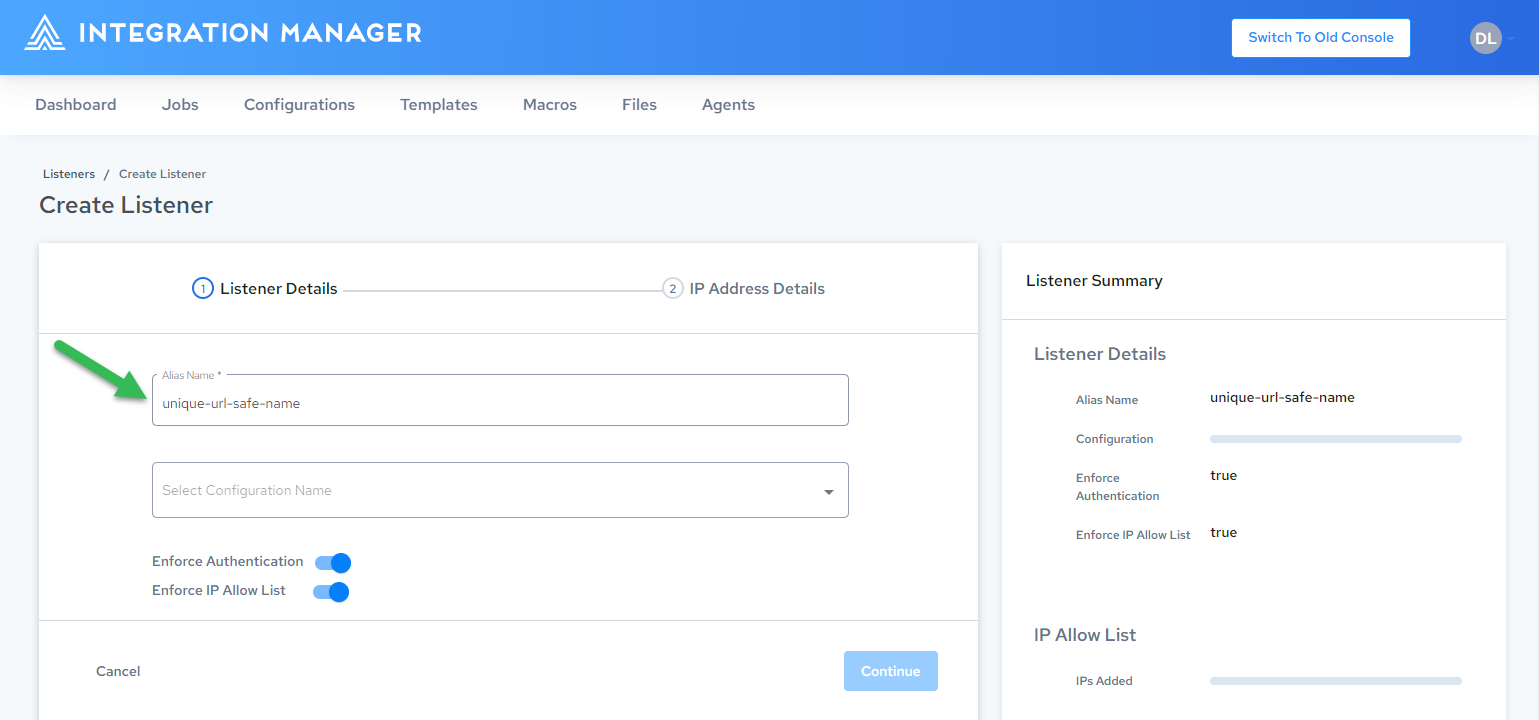 INTEGRATION MANAGER
Switch To Old Console
DL
Dashboard Jobs Configurations Templates Macros Files Agents
Listeners / Create Listener
Create Listener
1 Listener Details
2 IP Address Details
Alias Name *
unique-url-safe-name
Select Configuration Name
Enforce Authentication
Enforce IP Allow List
Cancel
Continue
Listener Summary
Listener Details
Alias Name unique-url-safe-name
Configuration
Enforce
Authentication
true
Enforce IP Allow List true
IP Allow List
IPs Added